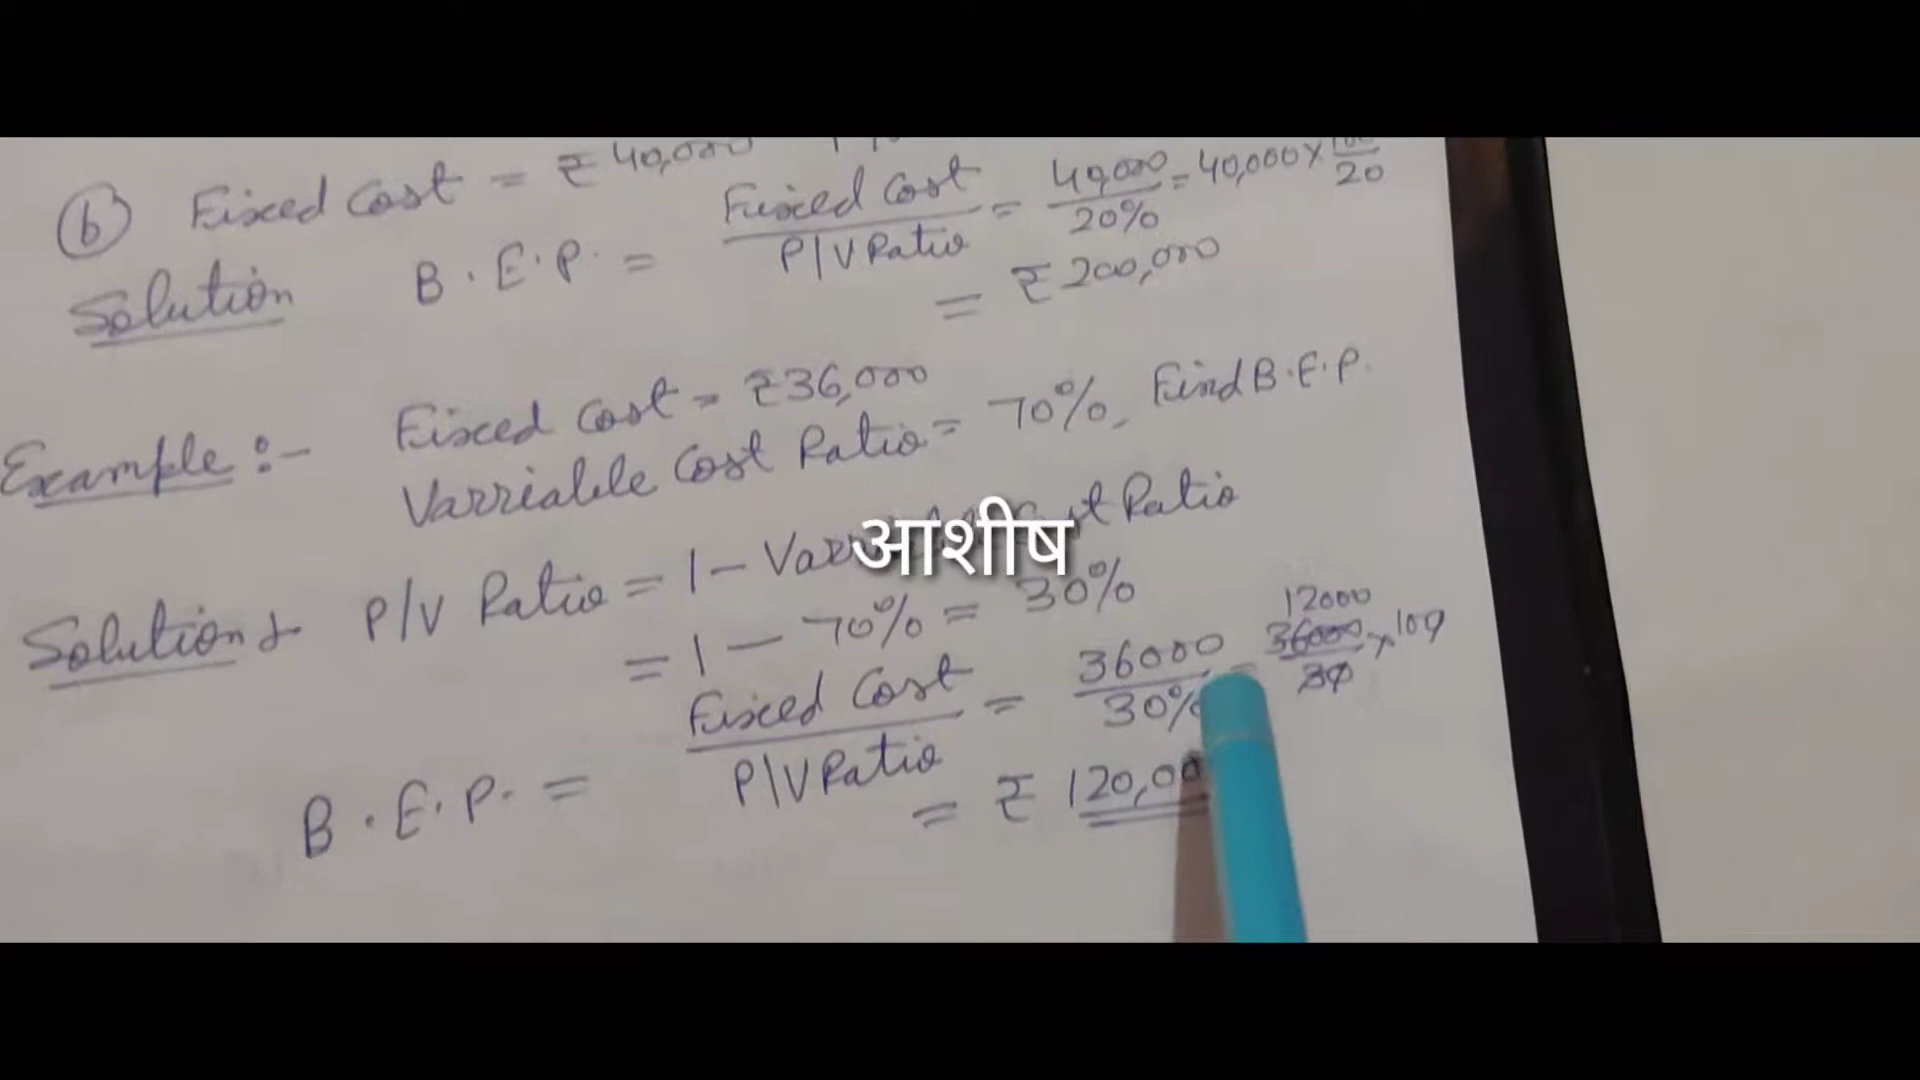 (b) Fixed Cost = ₹ 40,000
Solution B.E.P. = Fixed Cost / P/V Ratio = 40,000 / 20% = 40,000 × 100 / 20
= ₹ 200,000
Example :- Fixed Cost = ₹36,000
Varriable Cost Ratio = 70%, Find B.E.P.
Solution :- P/V Ratio = 1 - Var Cost Ratio
आशीष
= 1 - 70% = 30%
B.E.P. = Fixed Cost / P/V Ratio = 36000 / 30% = 36000 / 30 × 100
12000
= ₹ 120,00